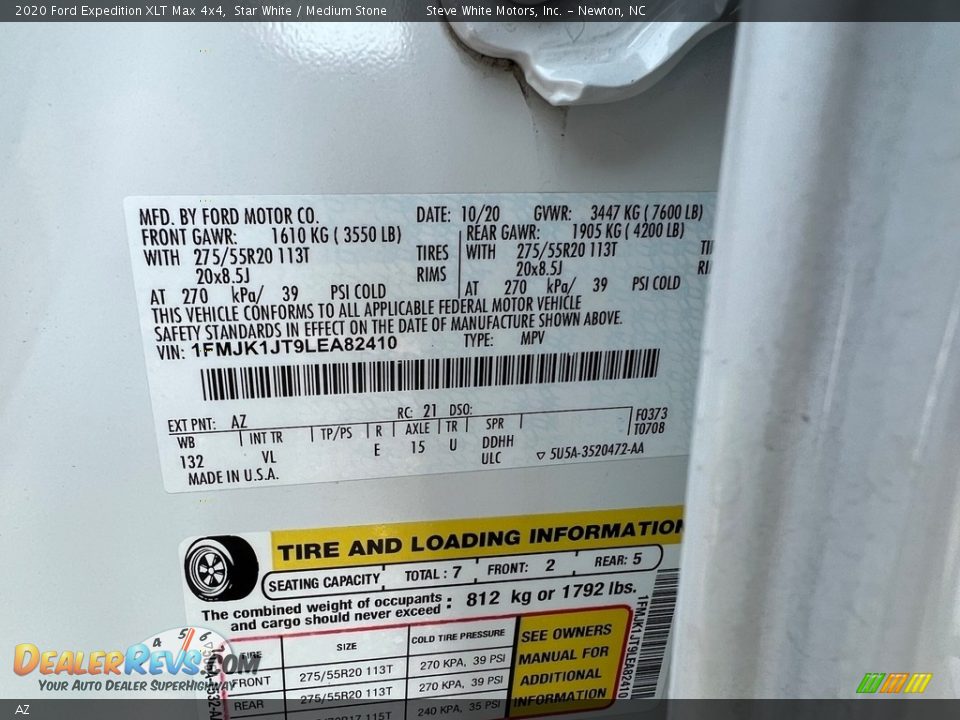 2020 Ford Expedition XLT Max 4x4, Star White / Medium Stone Steve White Motors, Inc. – Newton, NC
MFD. BY FORD MOTOR CO. DATE: 10/20 GVWR: 3447 KG ( 7600 LB)
FRONT GAWR: 1610 KG ( 3550 LB) REAR GAWR: 1905 KG ( 4200 LB)
WITH 275/55R20 113T TIRES WITH 275/55R20 113T
20x8.5J RIMS 20x8.5J
AT 270 kPa/ 39 PSI COLD AT 270 kPa/ 39 PSI COLD
THIS VEHICLE CONFORMS TO ALL APPLICABLE FEDERAL MOTOR VEHICLE
SAFETY STANDARDS IN EFFECT ON THE DATE OF MANUFACTURE SHOWN ABOVE.
VIN: 1FMJK1JT9LEA82410 TYPE: MPV
EXT PNT: AZ RC: 21 DSO: F0373
WB INT TR TP/PS R AXLE TR SPR T0708
132 VL E 15 U DDHH
ULC ▽ 5U5A-3520472-AA
MADE IN U.S.A.
TIRE AND LOADING INFORMATION
SEATING CAPACITY TOTAL : 7 FRONT: 2 REAR: 5
The combined weight of occupants and cargo should never exceed : 812 kg or 1792 lbs.
TIRE SIZE COLD TIRE PRESSURE
FRONT 275/55R20 113T 270 KPA, 39 PSI
REAR 275/55R20 113T 270 KPA, 39 PSI
115T 240 KPA, 35 PSI
SEE OWNERS
MANUAL FOR
ADDITIONAL
INFORMATION
1FMJK1JT9LEA82410
4 5 6
DEALERREVS.COM
YOUR AUTO DEALER SUPERHIGHWAY
AZ